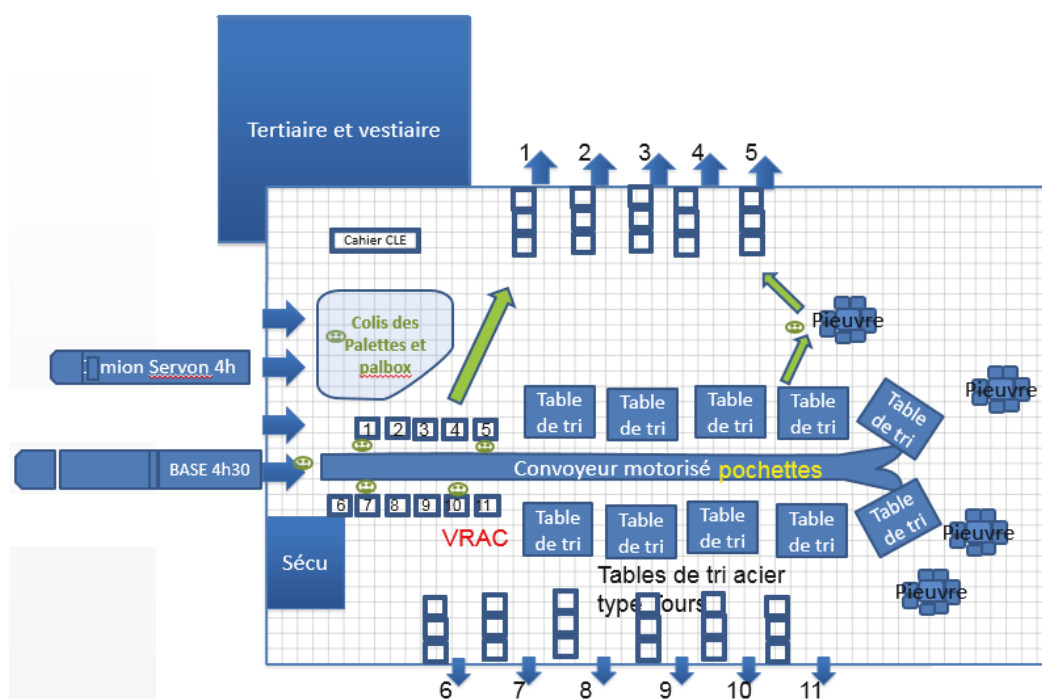 Tertiaire et vestiaire
1
2
3
4
5
Cahier CLE
Colis des
Palettes et
palbox
Pieuvre
mion Servon 4h
Pieuvre
Table
de tri
Table
de tri
Table
de tri
Table
de tri
Table
de tri
1
2
3
4
5
BASE 4h30
Convoyeur motorisé pochettes
6
7
8
9
10
11
VRAC
Table
de tri
Table
de tri
Table
de tri
Table
de tri
Table
de tri
Pieuvre
Sécu
Tables de tri acier
type Tours
Pieuvre
6
7
8
9
10
11